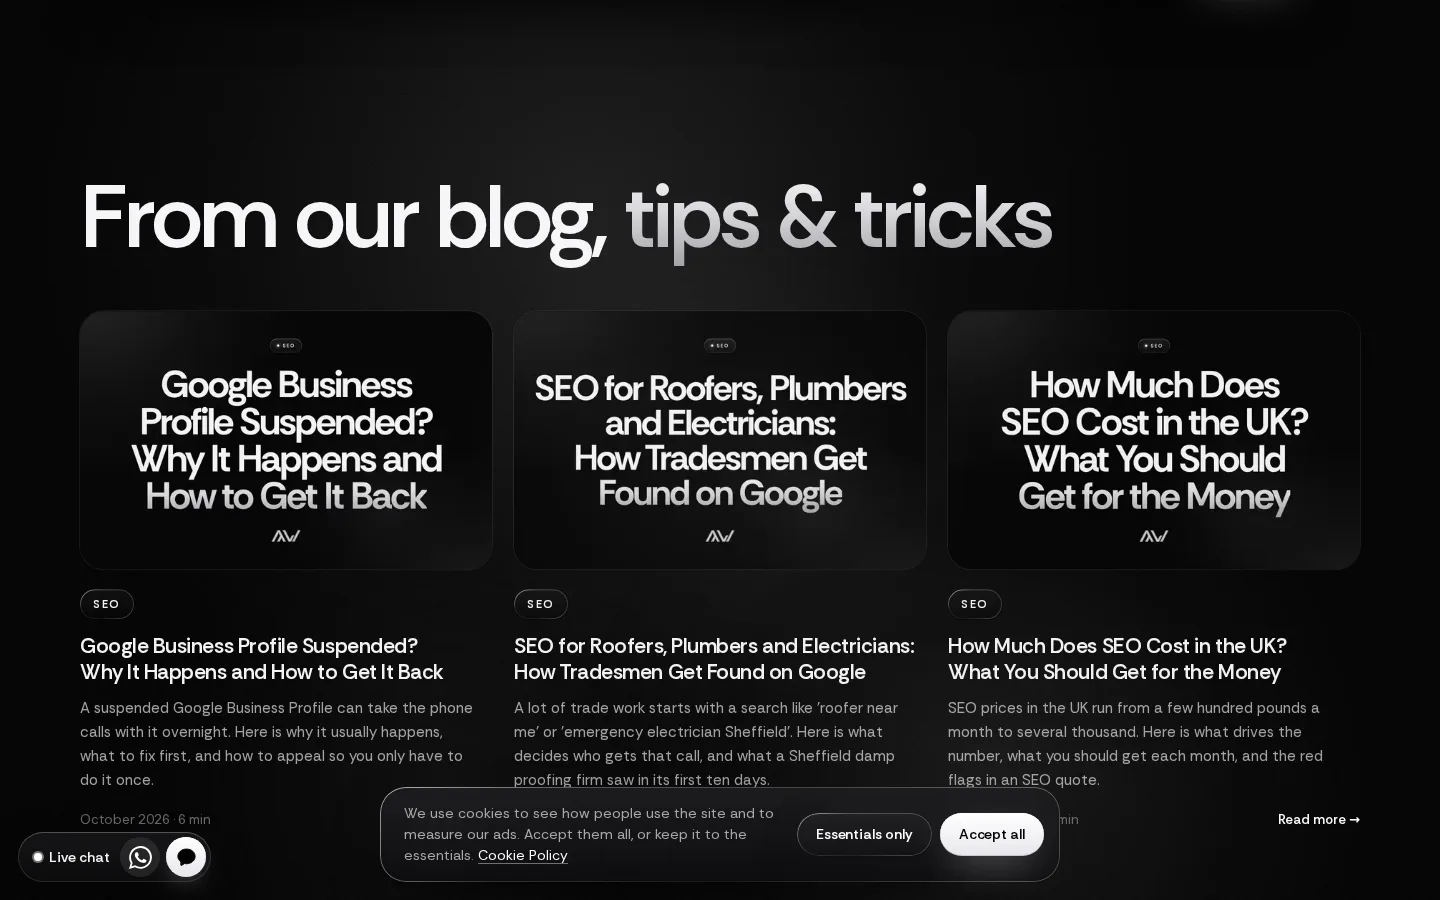 From our blog, tips & tricks
SEO
Google Business
Profile Suspended?
Why It Happens and
How to Get It Back
SEO
SEO for Roofers, Plumbers
and Electricians:
How Tradesmen Get
Found on Google
SEO
How Much Does
SEO Cost in the UK?
What You Should
Get for the Money
SEO
Google Business Profile Suspended?
Why It Happens and How to Get It Back
A suspended Google Business Profile can take the phone
calls with it overnight. Here is why it usually happens,
what to fix first, and how to appeal so you only have to
do it once.
October 2026 · 6 min
SEO
SEO for Roofers, Plumbers and Electricians:
How Tradesmen Get Found on Google
A lot of trade work starts with a search like 'roofer near
me' or 'emergency electrician Sheffield'. Here is what
decides who gets that call, and what a Sheffield damp
proofing firm saw in its first ten days.
SEO
How Much Does SEO Cost in the UK?
What You Should Get for the Money
SEO prices in the UK run from a few hundred pounds a
month to several thousand. Here is what drives the
number, what you should get each month, and the red
flags in an SEO quote.
min
Read more →
We use cookies to see how people use the site and to
measure our ads. Accept them all, or keep it to the
essentials. Cookie Policy
Essentials only
Accept all
Live chat